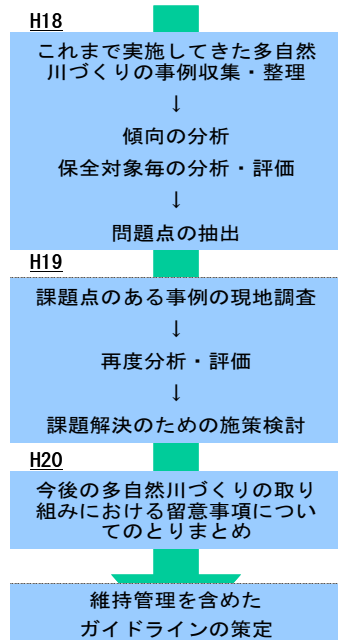 H18
これまで実施してきた多自然
川づくりの事例収集・整理
↓
傾向の分析
保全対象毎の分析・評価
↓
問題点の抽出
H19
課題点のある事例の現地調査
↓
再度分析・評価
↓
課題解決のための施策検討
H20
今後の多自然川づくりの取り
組みにおける留意事項につい
てのとりまとめ
維持管理を含めた
ガイドラインの策定